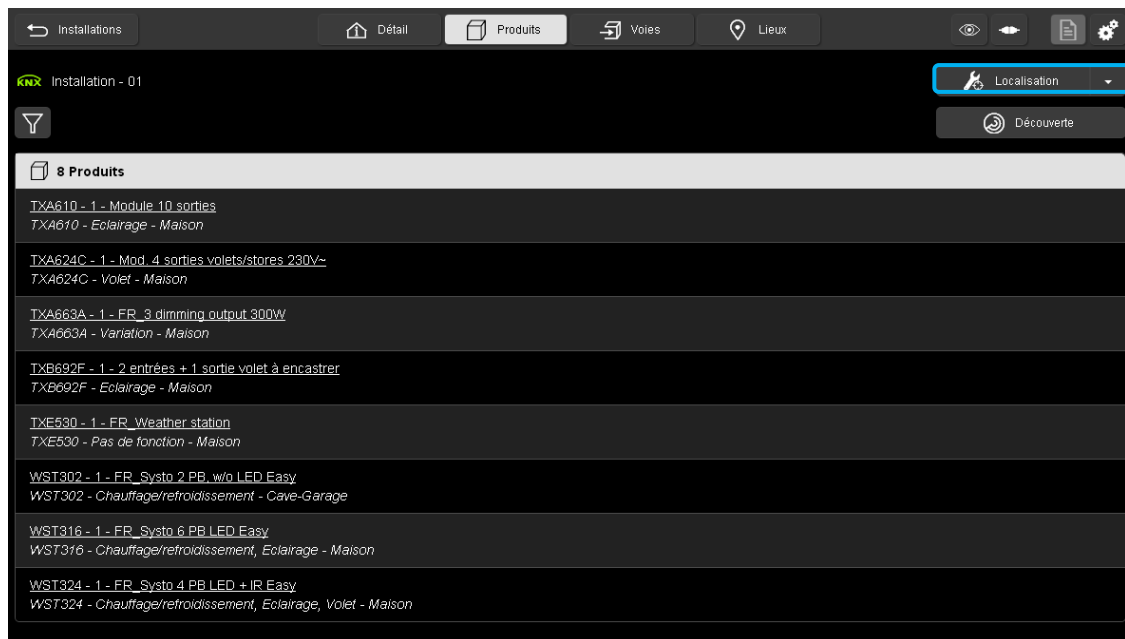 Installations
Détail
Produits
Voies
Lieux
KNX Installation - 01
Localisation
Découverte
8 Produits
TXA610 - 1 - Module 10 sorties
TXA610 - Eclairage - Maison
TXA624C - 1 - Mod. 4 sorties volets/stores 230V~
TXA624C - Volet - Maison
TXA663A - 1 - FR_3 dimming output 300W
TXA663A - Variation - Maison
TXB692F - 1 - 2 entrées + 1 sortie volet à encastrer
TXB692F - Eclairage - Maison
TXE530 - 1 - FR_Weather station
TXE530 - Pas de fonction - Maison
WST302 - 1 - FR_Systo 2 PB, w/o LED Easy
WST302 - Chauffage/refroidissement - Cave-Garage
WST316 - 1 - FR_Systo 6 PB LED Easy
WST316 - Chauffage/refroidissement, Eclairage - Maison
WST324 - 1 - FR_Systo 4 PB LED + IR Easy
WST324 - Chauffage/refroidissement, Eclairage, Volet - Maison